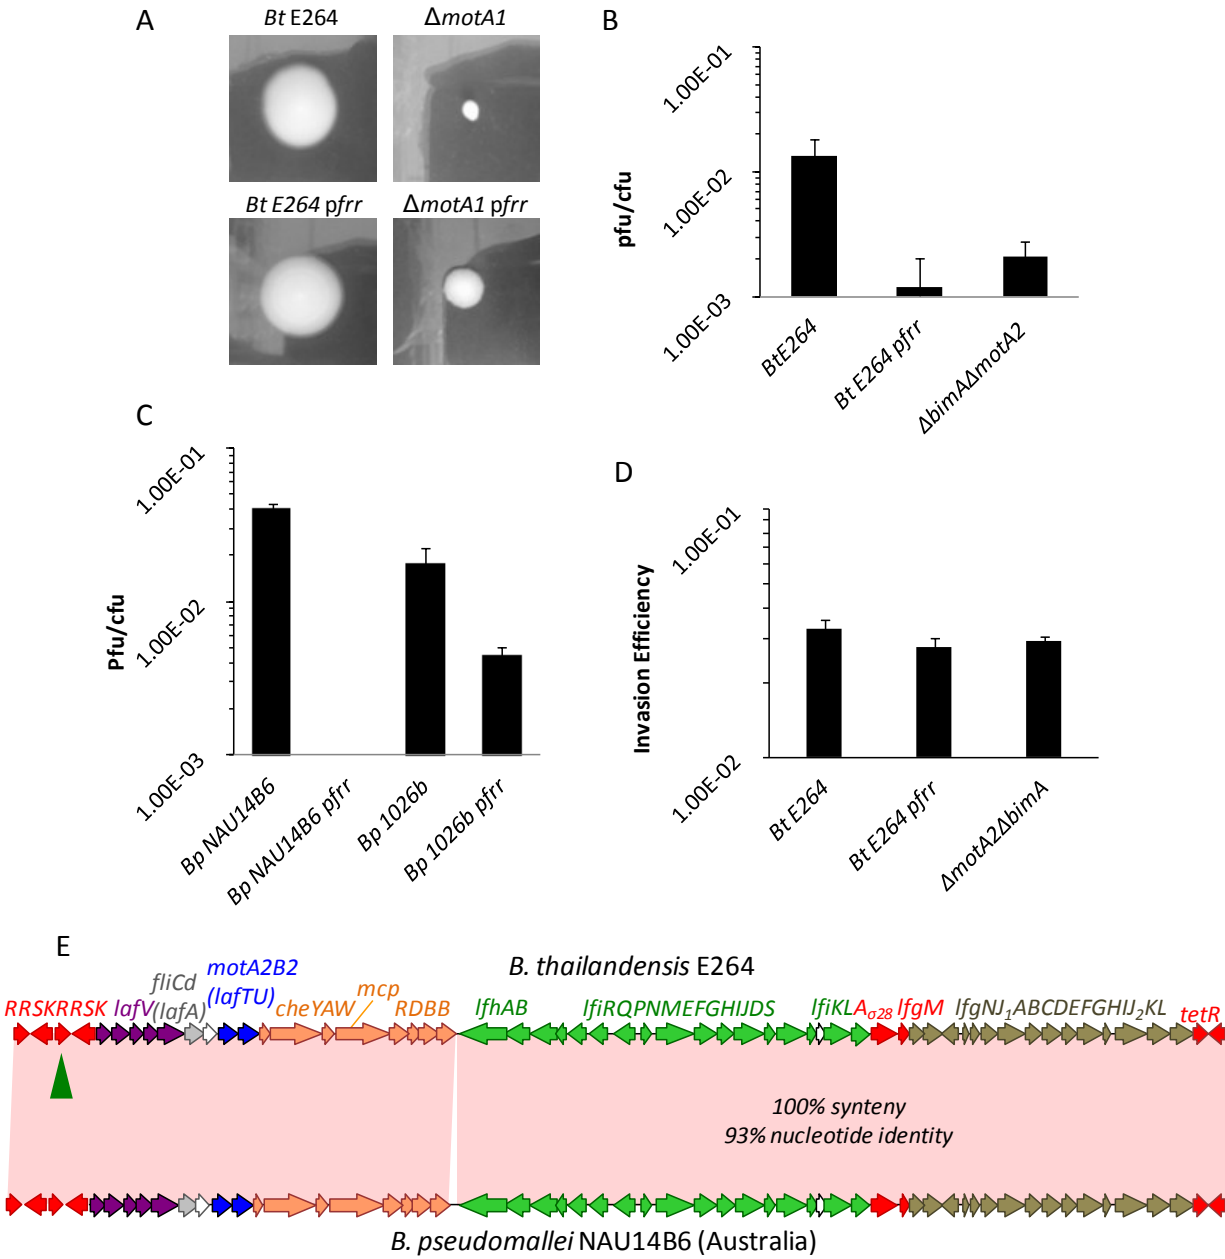 A
Bt E264
ΔmotA1
Bt E264 pfrr
ΔmotA1 pfrr
B
pfu/cfu
1.00E-01
1.00E-02
1.00E-03
BtE264
Bt E264 pfrr
ΔbimAΔmotA2
C
Pfu/cfu
1.00E-01
1.00E-02
1.00E-03
Bp NAU14B6
Bp NAU14B6 pfrr
Bp 1026b
Bp 1026b pfrr
D
Invasion Efficiency
1.00E-01
1.00E-02
Bt E264
Bt E264 pfrr
ΔmotA2ΔbimA
E
B. thailandensis E264
RRSKRRSK
lafV
fliCd
(lafA)
motA2B2
(lafTU)
cheYAW
mcp
RDBB
lfhAB
lfiRQPNMEFGHIJDS
lfiKL
Aσ28
lfgM
lfgNJ1ABCDEFGHIJ2KL
tetR
100% synteny
93% nucleotide identity
B. pseudomallei NAU14B6 (Australia)